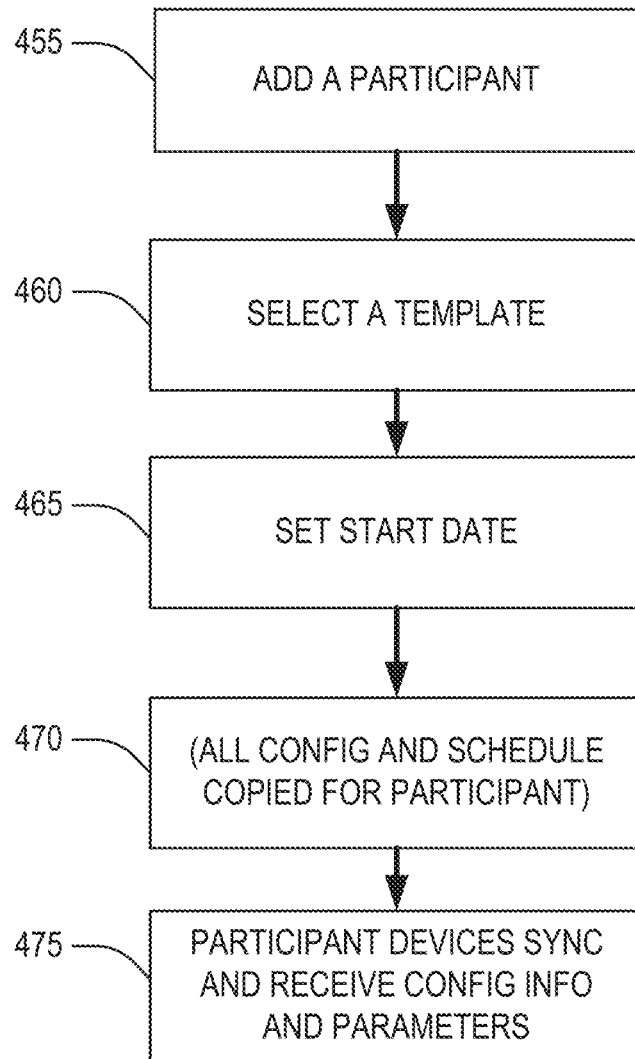 455
ADD A PARTICIPANT
460
SELECT A TEMPLATE
465
SET START DATE
470
(ALL CONFIG AND SCHEDULE
COPIED FOR PARTICIPANT)
475
PARTICIPANT DEVICES SYNC
AND RECEIVE CONFIG INFO
AND PARAMETERS